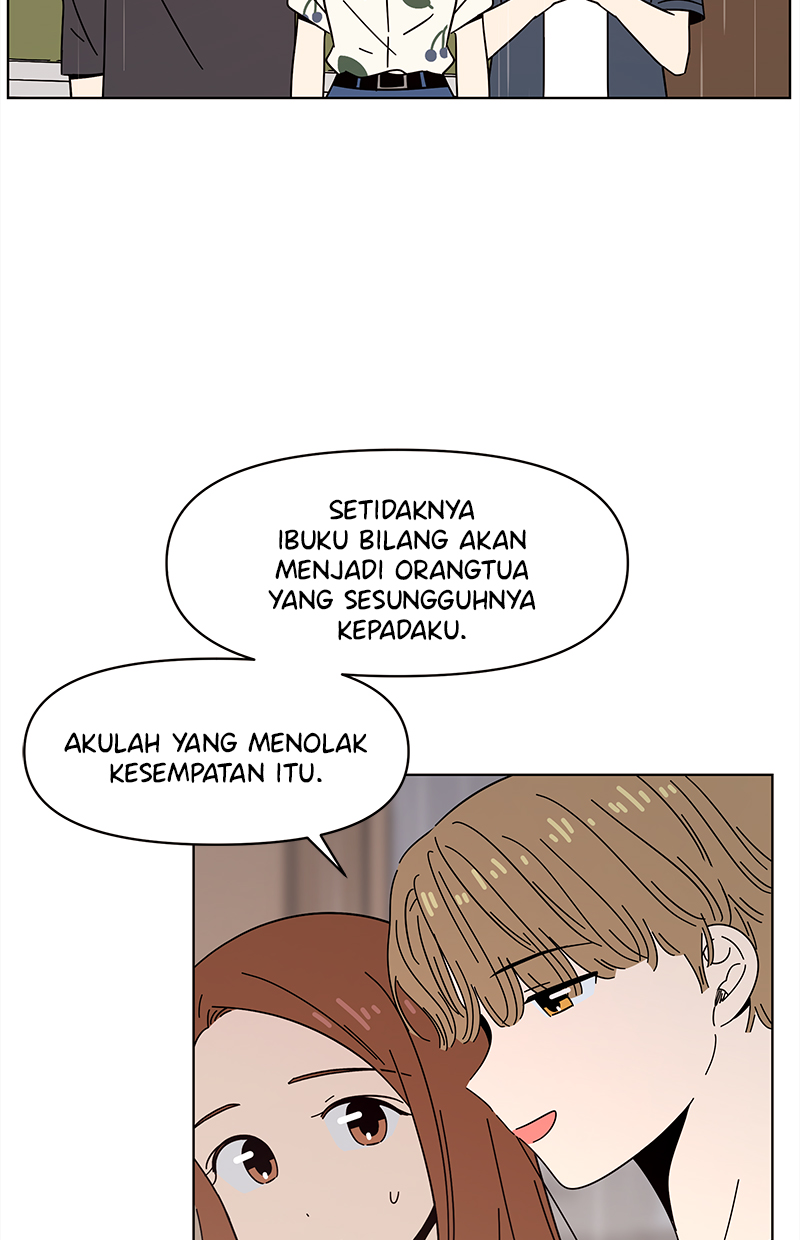 SETIDAKNYA
IBUKU BILANG AKAN
MENJADI ORANGTUA
YANG SESUNGGUHNYA
KEPADAKU.
AKULAH YANG MENOLAK
KESEMPATAN ITU.